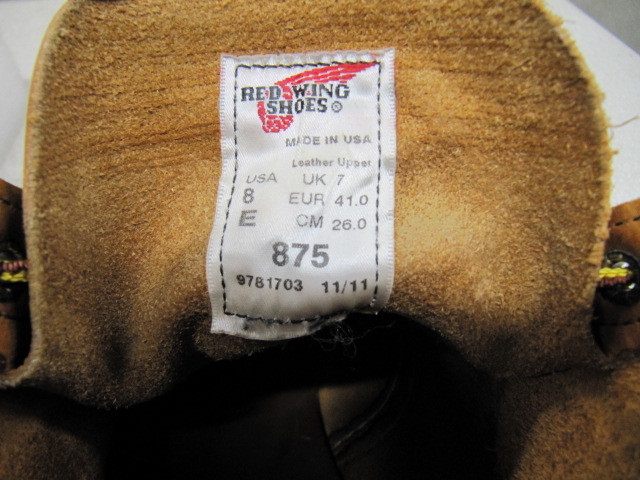 RED WING
SHOES®
MADE IN USA
Leather Upper
USA UK 7
8 EUR 41.0
E CM 26.0
875
9781703 11/11